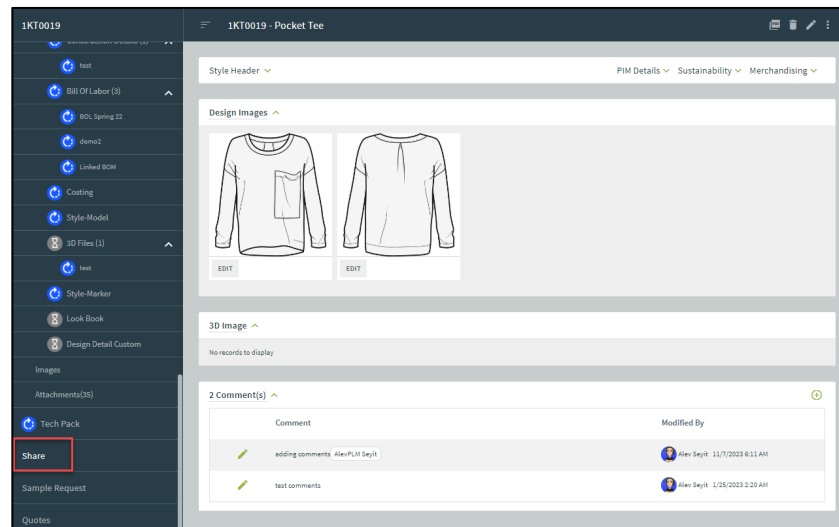 1KT0019
1KT0019 - Pocket Tee
Construction Details (1)
test
Bill Of Labor (3)
BOL Spring 22
demo2
Linked BOM
Costing
Style-Model
3D Files (1)
test
Style-Marker
Look Book
Design Detail Custom
Images
Attachments(35)
Tech Pack
Share
Sample Request
Quotes
Style Header
PIM Details
Sustainability
Merchandising
Design Images
EDIT
EDIT
3D Image
No records to display
2 Comment(s)
Comment
Modified By
adding comments AlevPLM Seyit
Alev Seyit 11/7/2023 6:11 AM
test comments
Alev Seyit 1/25/2023 2:20 AM